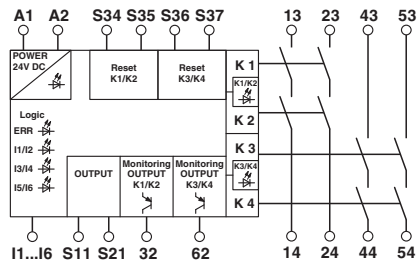 A1 A2 S34 S35 S36 S37 13 23 43 53
POWER
24V DC
Reset
K1/K2
Reset
K3/K4
K 1
K1/K2
K 2
Logic
ERR
I1/I2
I3/I4
I5/I6
K 3
K3/K4
K 4
OUTPUT
Monitoring
OUTPUT
K1/K2
Monitoring
OUTPUT
K3/K4
I1...I6 S11 S21 32 62 14 24 44 54